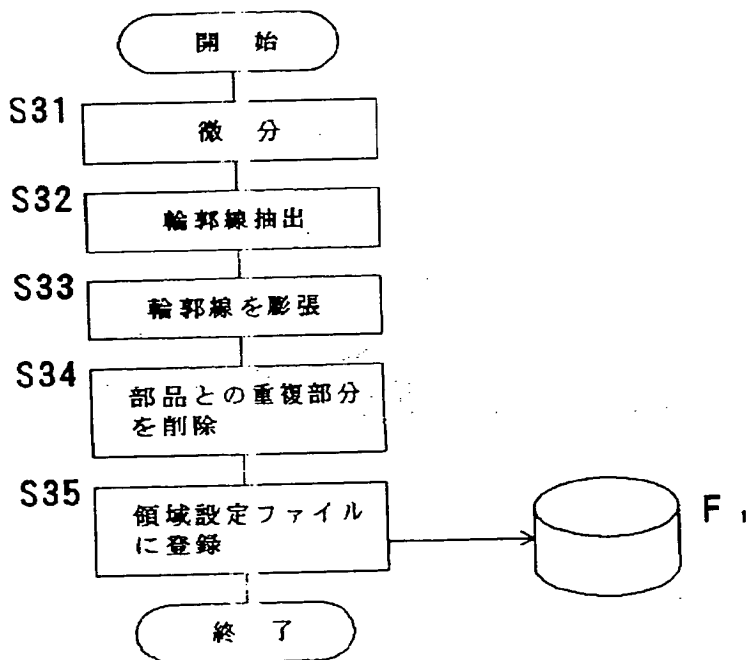 開始
S31
微分
S32
輪郭線抽出
S33
輪郭線を膨張
S34
部品との重複部分
を削除
S35
領域設定ファイル
に登録
F
終了